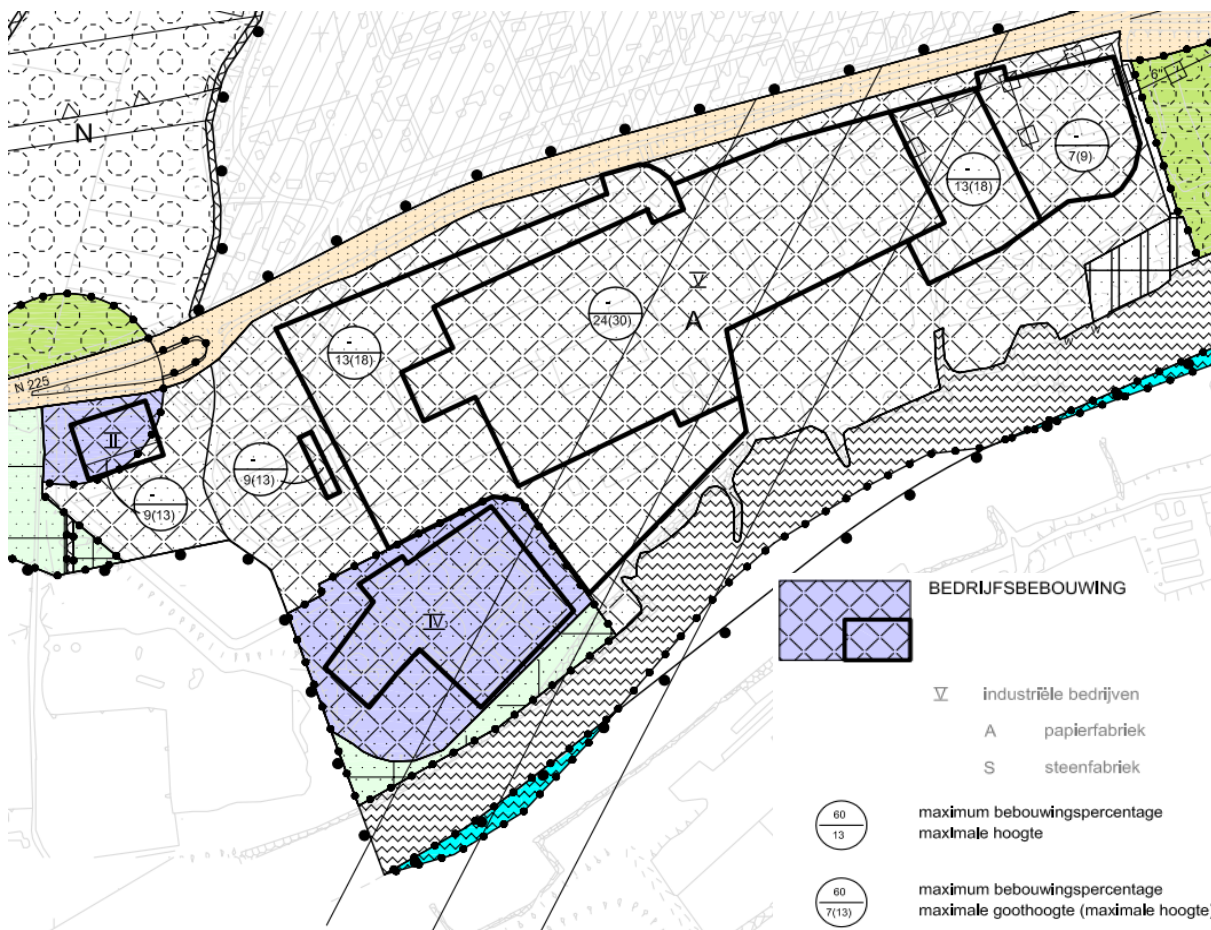 N
6"
-
7(9)
-
13(18)
V
-
24(30)
A
-
13(18)
N 225
II
-
9(13)
-
9(13)
IV
BEDRIJFSBEBOUWING
V industriële bedrijven
A papierfabriek
S steenfabriek
60
13
maximum bebouwingspercentage
maximale hoogte
60
7(13)
maximum bebouwingspercentage
maximale goothoogte (maximale hoogte)